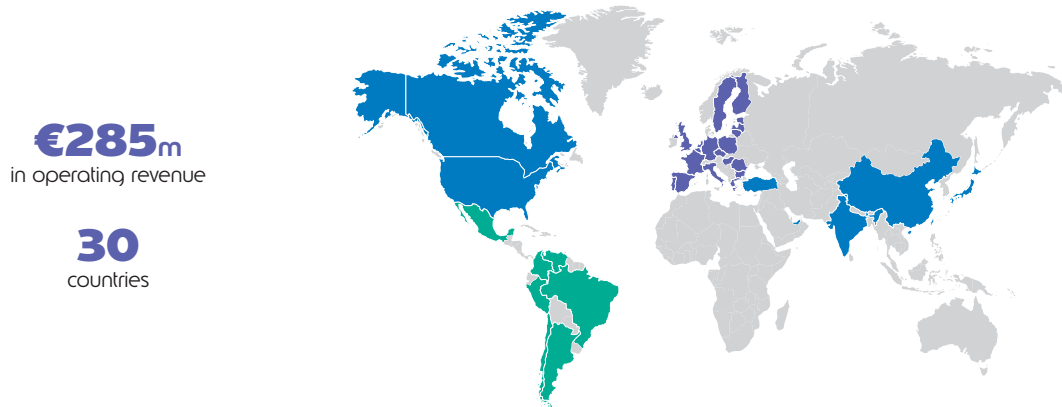 €285m
in operating revenue
30
countries